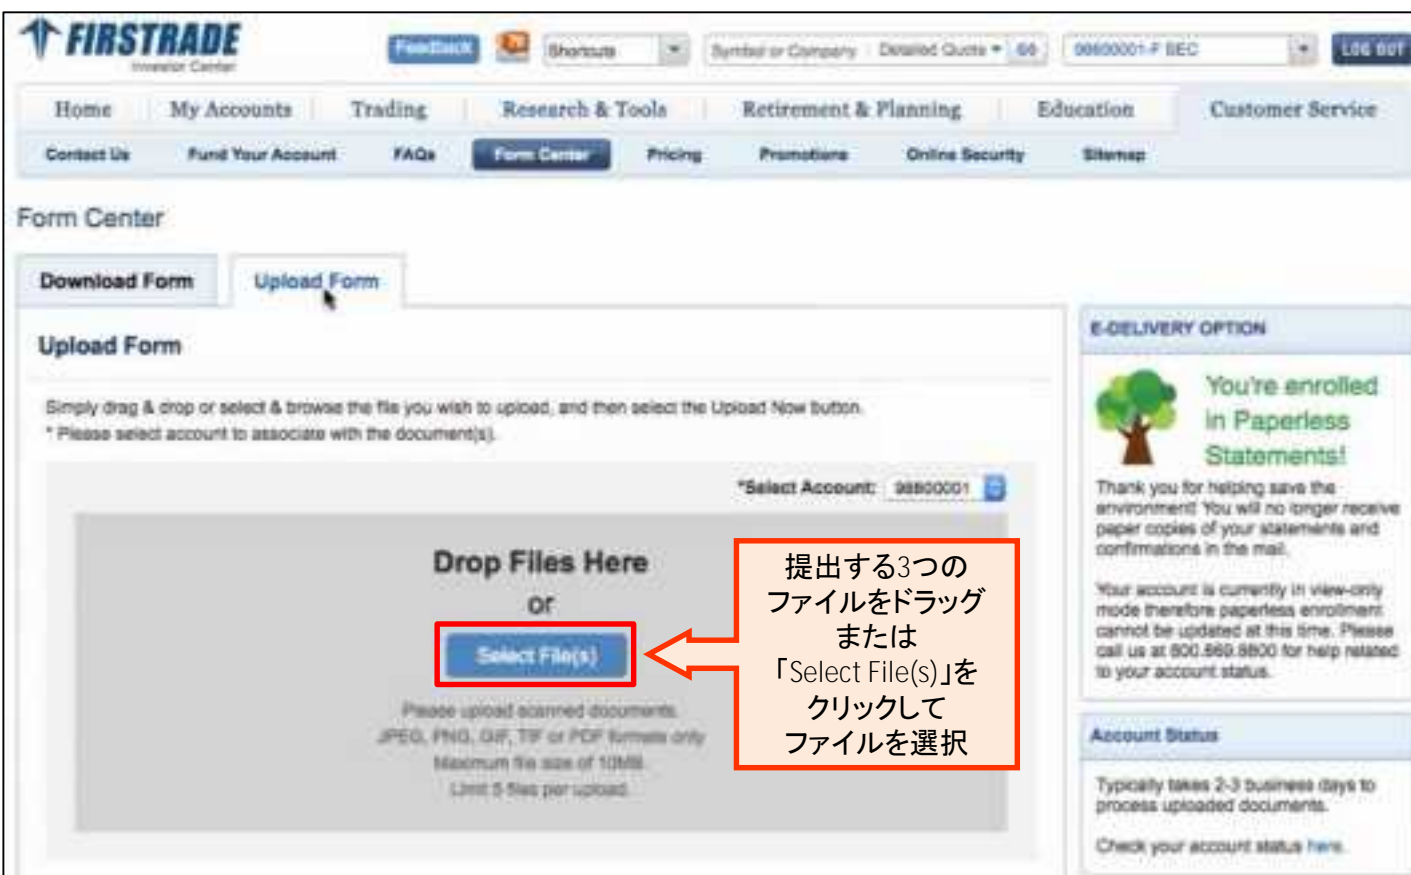 FIRSTRADE
Investor Center
Feedback
Shortcuts
Symbol or Company
Detailed Quote
GO
LOG OUT
Home
My Accounts
Trading
Research & Tools
Retirement & Planning
Education
Customer Service
Contact Us
Fund Your Account
FAQs
Form Center
Pricing
Promotions
Online Security
Sitemap
Form Center
Download Form
Upload Form
Upload Form
Simply drag & drop or select & browse the file you wish to upload, and then select the Upload Now button.
* Please select account to associate with the document(s).
*Select Account:
Drop Files Here
or
Select File(s)
Please upload scanned documents.
JPEG, PNG, GIF, TIF or PDF formats only
Maximum file size of 10MB.
Limit 5 files per upload.
提出する3つの
ファイルをドラッグ
または
「Select File(s)」を
クリックして
ファイルを選択
E-DELIVERY OPTION
You're enrolled
in Paperless
Statements!
Thank you for helping save the
environment! You will no longer receive
paper copies of your statements and
confirmations in the mail.
Your account is currently in view-only
mode therefore paperless enrollment
cannot be updated at this time. Please
call us at 800.869.8800 for help related
to your account status.
Account Status
Typically takes 2-3 business days to
process uploaded documents.
Check your account status here.